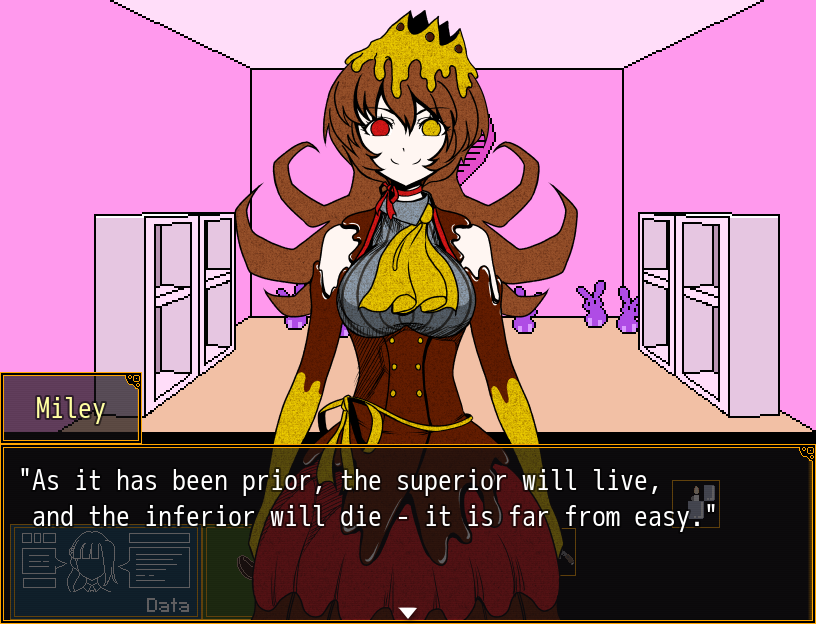 Miley
"As it has been prior, the superior will live,
and the inferior will die - it is far from easy."
Data